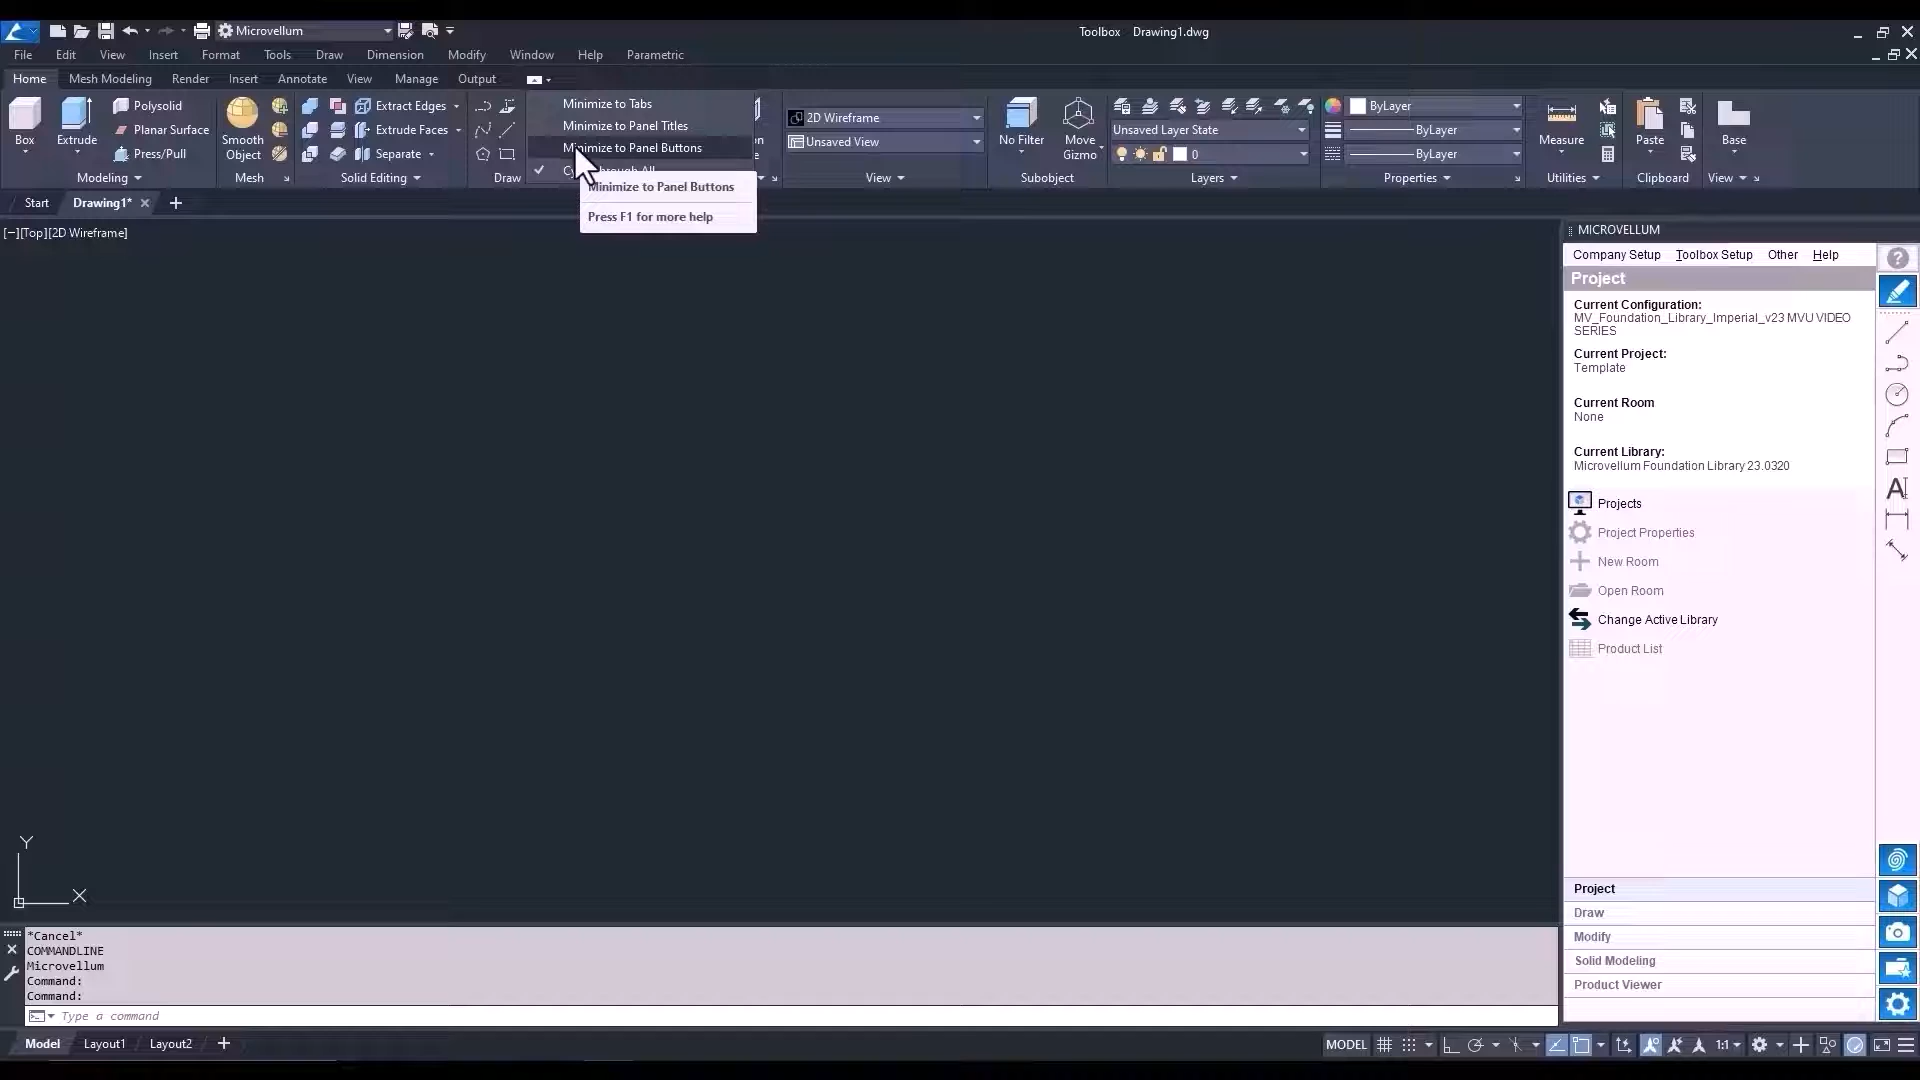 Microvellum
Toolbox Drawing1.dwg
File Edit View Insert Format Tools Draw Dimension Modify Window Help Parametric
Home Mesh Modeling Render Insert Annotate View Manage Output
Box
Extrude
Polysolid
Planar Surface
Press/Pull
Modeling
Smooth
Object
Mesh
Extract Edges
Extrude Faces
Separate
Solid Editing
Draw
Minimize to Tabs
Minimize to Panel Titles
Minimize to Panel Buttons
Minimize to Panel Buttons
Press F1 for more help
2D Wireframe
Unsaved View
View
No Filter
Move
Gizmo
Subobject
Unsaved Layer State
0
Layers
ByLayer
ByLayer
ByLayer
Properties
Measure
Utilities
Paste
Clipboard
Base
View
Start Drawing1*
[−][Top][2D Wireframe]
MICROVELLUM
Company Setup Toolbox Setup Other Help
Project
Current Configuration:
MV_Foundation_Library_Imperial_v23 MVU VIDEO
SERIES
Current Project:
Template
Current Room
None
Current Library:
Microvellum Foundation Library 23.0320
Projects
Project Properties
New Room
Open Room
Change Active Library
Product List
Project
Draw
Modify
Solid Modeling
Product Viewer
Y
X
*Cancel*
COMMANDLINE
Microvellum
Command:
Command:
Type a command
Model Layout1 Layout2
MODEL 1:1